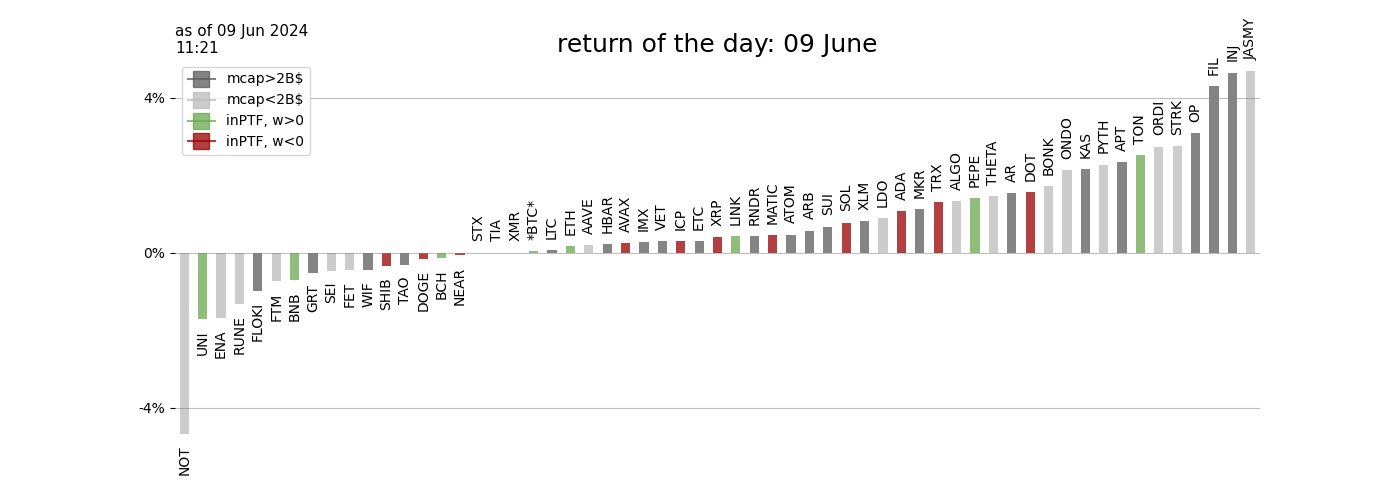 as of 09 Jun 2024
11:21
return of the day: 09 June
mcap>2B$
mcap<2B$
inPTF, w>0
inPTF, w<0
4%
0%
-4%
NOT
UNI
ENA
RUNE
FLOKI
FTM
BNB
GRT
SEI
FET
WIF
SHIB
TAO
DOGE
BCH
NEAR
STX
TIA
XMR
*BTC*
LTC
ETH
AAVE
HBAR
AVAX
IMX
VET
ICP
ETC
XRP
LINK
RNDR
MATIC
ATOM
ARB
SUI
SOL
XLM
LDO
ADA
MKR
TRX
ALGO
PEPE
THETA
AR
DOT
BONK
ONDO
KAS
PYTH
APT
TON
ORDI
STRK
OP
FIL
INJ
JASMY